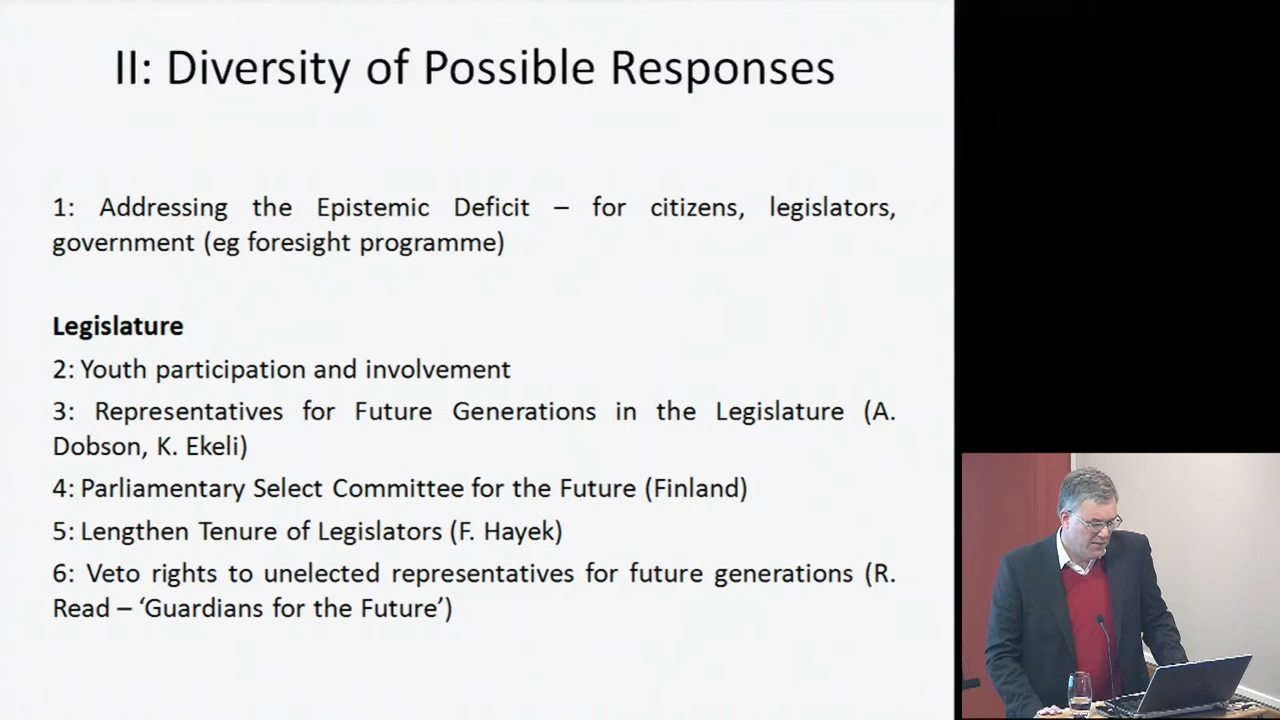 II: Diversity of Possible Responses
1: Addressing the Epistemic Deficit – for citizens, legislators,
government (eg foresight programme)
Legislature
2: Youth participation and involvement
3: Representatives for Future Generations in the Legislature (A.
Dobson, K. Ekeli)
4: Parliamentary Select Committee for the Future (Finland)
5: Lengthen Tenure of Legislators (F. Hayek)
6: Veto rights to unelected representatives for future generations (R.
Read – ‘Guardians for the Future’)